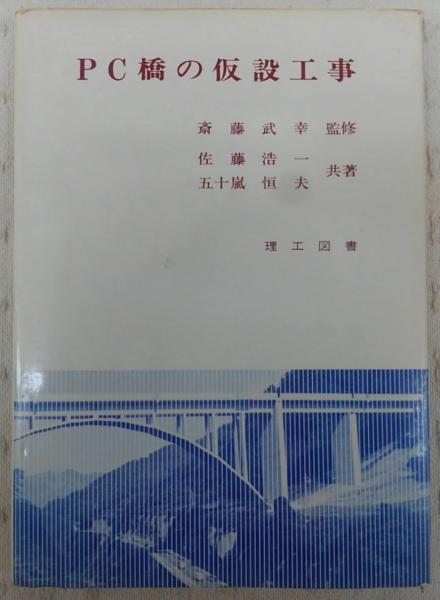 PC橋の仮設工事
斎藤武幸 監修
佐藤浩一
五十嵐恒夫 共著
理工図書